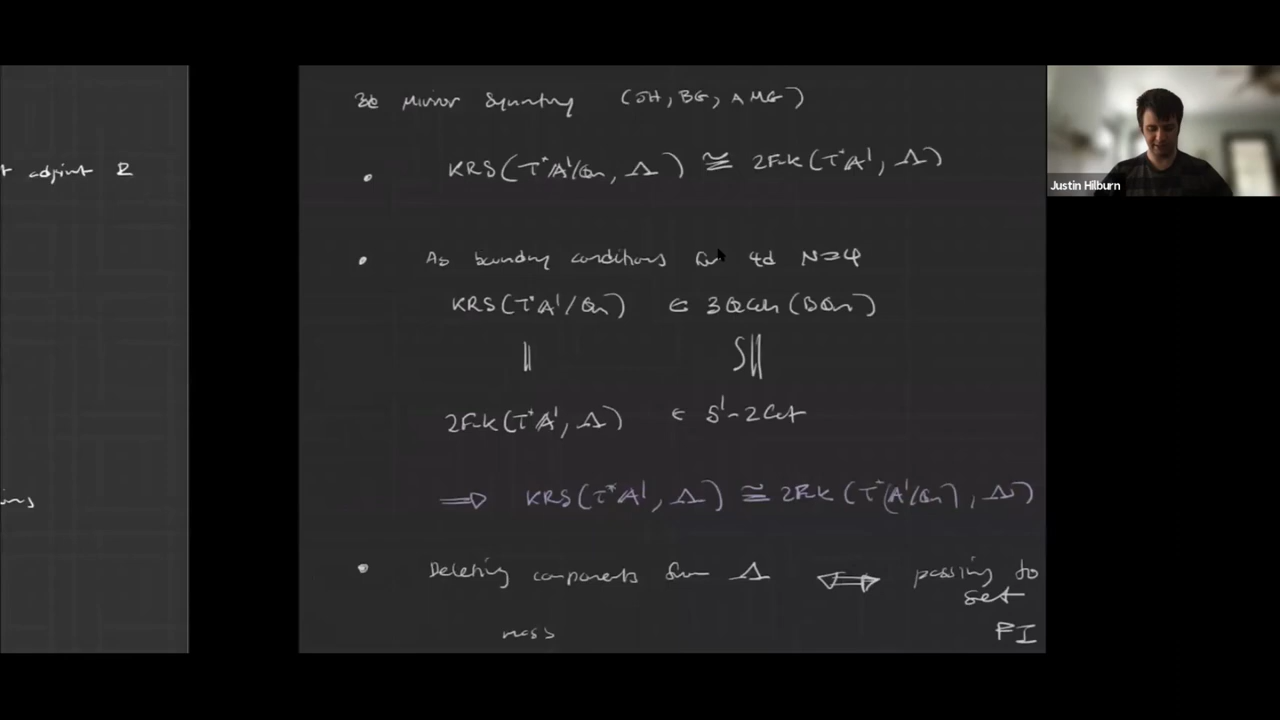 3d Mirror Symmetry (JH, BG, AMG)
t adjoint R
KRS(T*A¹/Gm, Λ) ≅ 2Fuk(T*A¹, Λ)
Justin Hilburn
As boundary conditions for 4d N=4
KRS(T*A¹/Gm) ∈ 3QCoh(BGm)
|| S||
2Fuk(T*A¹, Λ) ∈ S¹-2Cat
⇒ KRS(T*A¹, Λ) ≅ 2Fuk(T*(A¹/Gm), Λ)
Deleting components from Λ ⟺ passing to
set
mass FI